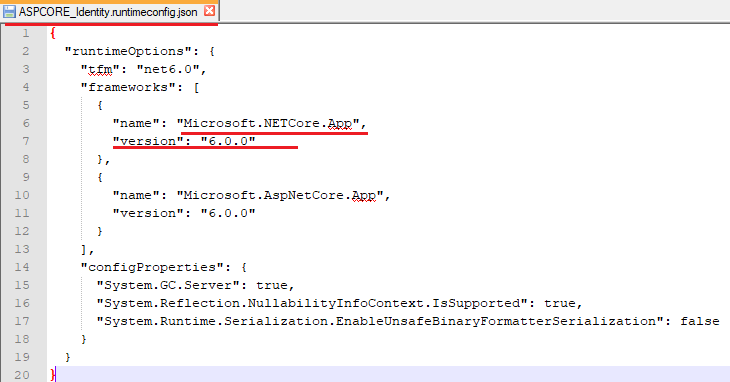 ASPCORE_Identity.runtimeconfig.json
1 {
2 "runtimeOptions": {
3 "tfm": "net6.0",
4 "frameworks": [
5 {
6 "name": "Microsoft.NETCore.App",
7 "version": "6.0.0"
8 },
9 {
10 "name": "Microsoft.AspNetCore.App",
11 "version": "6.0.0"
12 }
13 ],
14 "configProperties": {
15 "System.GC.Server": true,
16 "System.Reflection.NullabilityInfoContext.IsSupported": true,
17 "System.Runtime.Serialization.EnableUnsafeBinaryFormatterSerialization": false
18 }
19 }
20 }